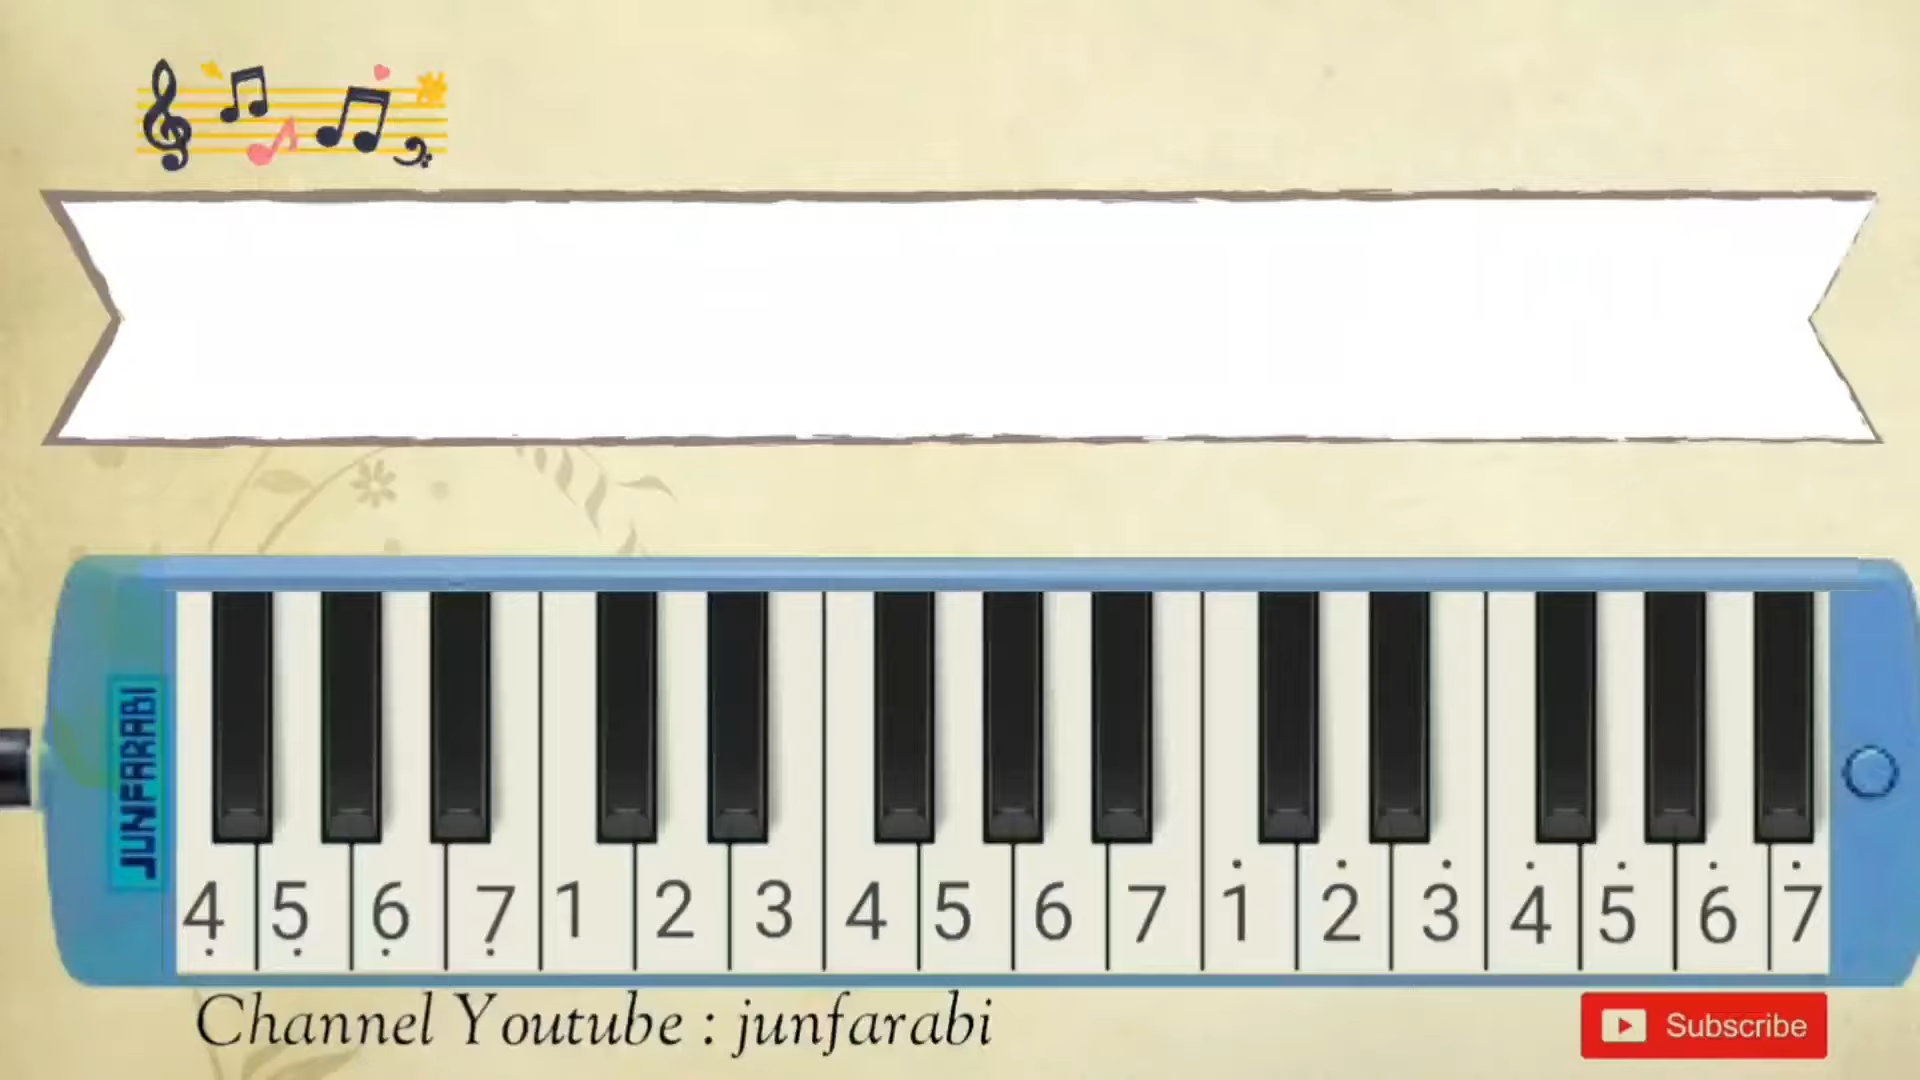 JUNFARABI
4̣ 5̣ 6̣ 7̣ 1 2 3 4 5 6 7 1̇ 2̇ 3̇ 4̇ 5̇ 6̇ 7̇
Channel Youtube : junfarabi
Subscribe